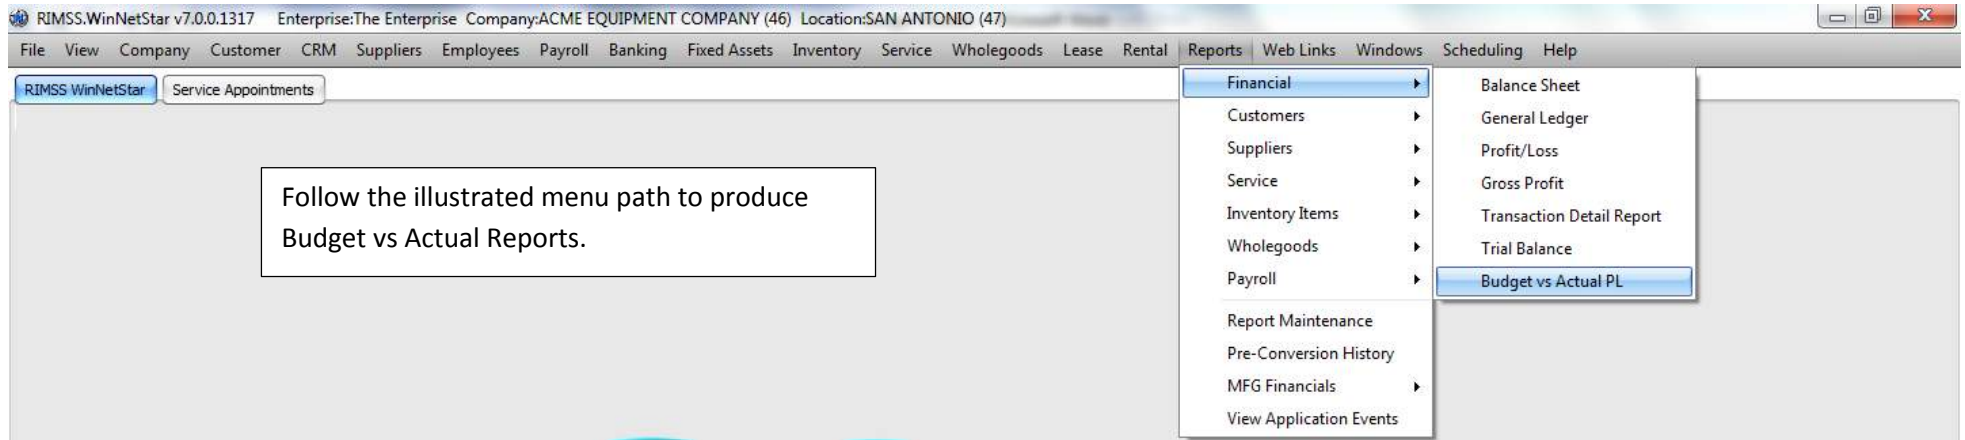 RIMSS.WinNetStar v7.0.0.1317 Enterprise:The Enterprise Company:ACME EQUIPMENT COMPANY (46) Location:SAN ANTONIO (47)
File View Company Customer CRM Suppliers Employees Payroll Banking Fixed Assets Inventory Service Wholegoods Lease Rental Reports Web Links Windows Scheduling Help
RIMSS WinNetStar Service Appointments
Follow the illustrated menu path to produce
Budget vs Actual Reports.
Financial
Customers
Suppliers
Service
Inventory Items
Wholegoods
Payroll
Report Maintenance
Pre-Conversion History
MFG Financials
View Application Events
Balance Sheet
General Ledger
Profit/Loss
Gross Profit
Transaction Detail Report
Trial Balance
Budget vs Actual PL